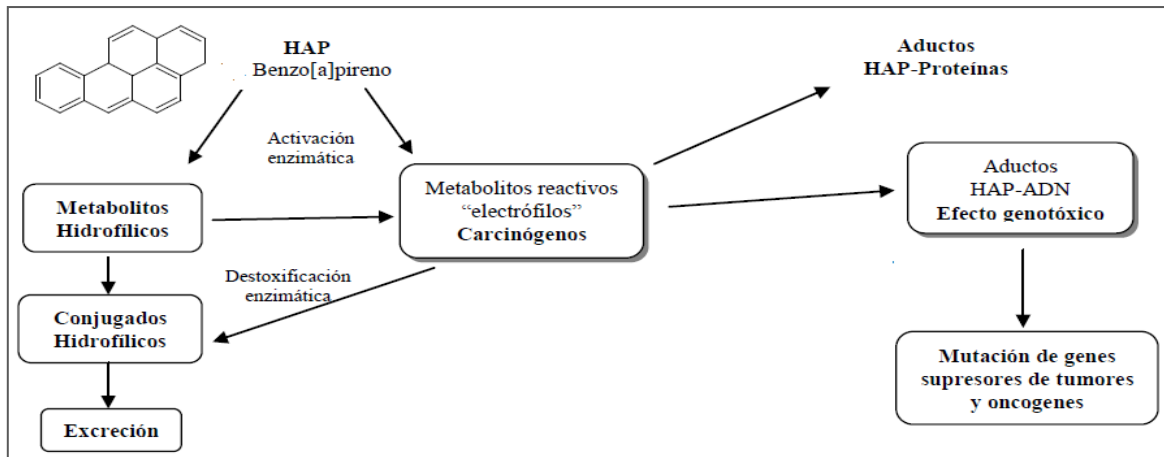 HAP
Benzo[a]pireno
Aductos
HAP-Proteínas
Activación
enzimática
Metabolitos reactivos
“electrófilos”
Carcinógenos
Aductos
HAP-ADN
Efecto genotóxico
Metabolitos
Hidrofílicos
Destoxificación
enzimática
Conjugados
Hidrofílicos
Mutación de genes
supresores de tumores
y oncogenes
Excreción